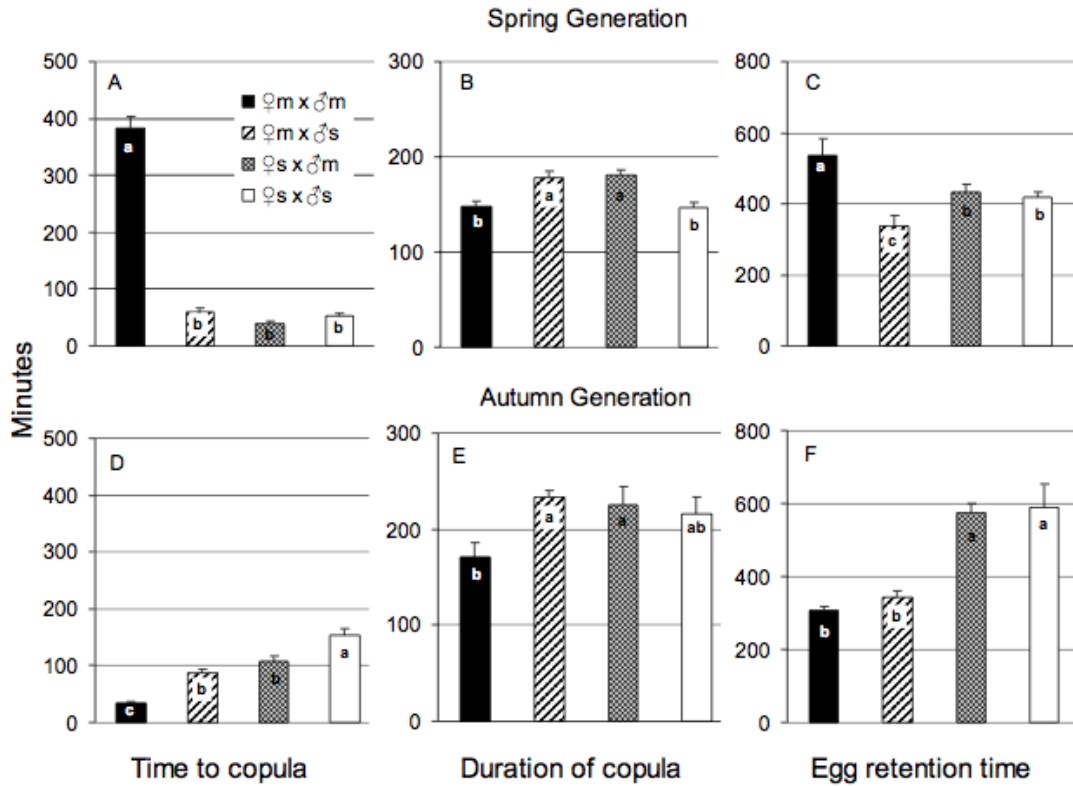 Spring Generation
500
400
300
200
100
0
A
♀m x ♂m
♀m x ♂s
♀s x ♂m
♀s x ♂s
a
b
b
b
300
200
100
0
B
b
a
a
b
800
600
400
200
0
C
a
c
b
b
Minutes
Autumn Generation
500
400
300
200
100
0
D
c
b
b
a
300
200
100
0
E
b
a
a
ab
800
600
400
200
0
F
b
b
a
a
Time to copula
Duration of copula
Egg retention time